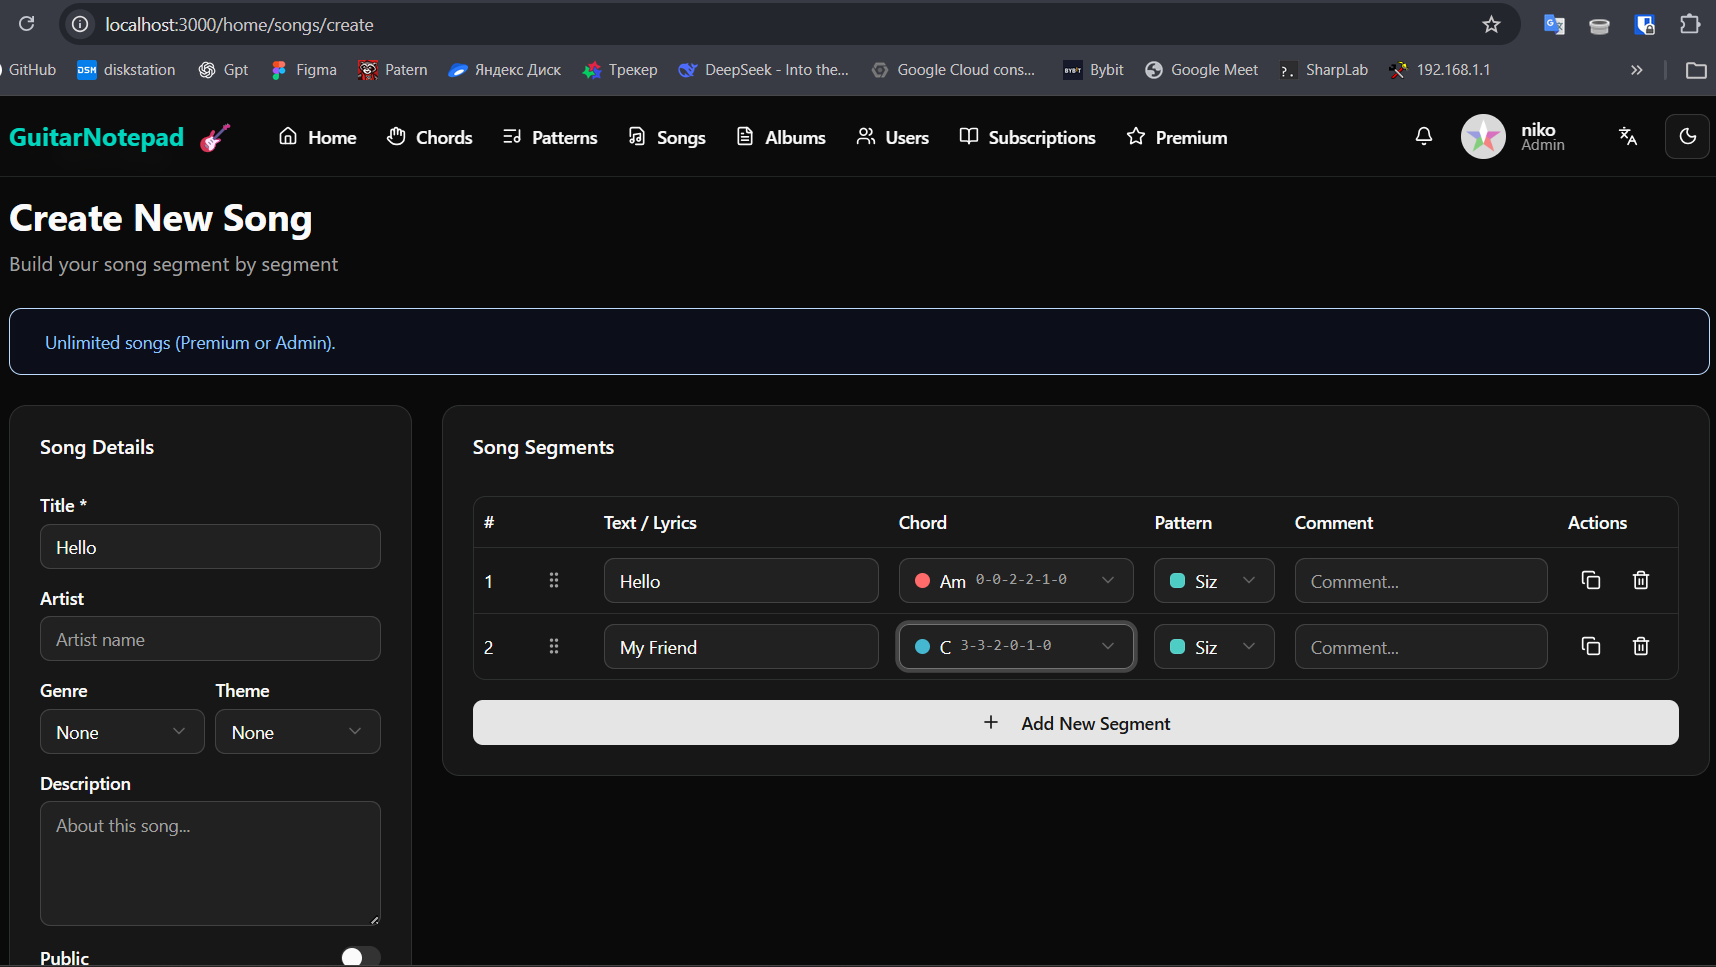 localhost:3000/home/songs/create
GitHub
DSM diskstation
Gpt
Figma
Patern
Яндекс Диск
Трекер
DeepSeek - Into the...
Google Cloud cons...
BYBIT Bybit
Google Meet
SharpLab
192.168.1.1
GuitarNotepad
Home
Chords
Patterns
Songs
Albums
Users
Subscriptions
Premium
niko
Admin
Create New Song
Build your song segment by segment
Unlimited songs (Premium or Admin).
Song Details
Title *
Hello
Artist
Artist name
Genre Theme
None None
Description
About this song...
Public
Song Segments
# Text / Lyrics Chord Pattern Comment Actions
1 Hello Am 0-0-2-2-1-0 Siz Comment...
2 My Friend C 3-3-2-0-1-0 Siz Comment...
+ Add New Segment